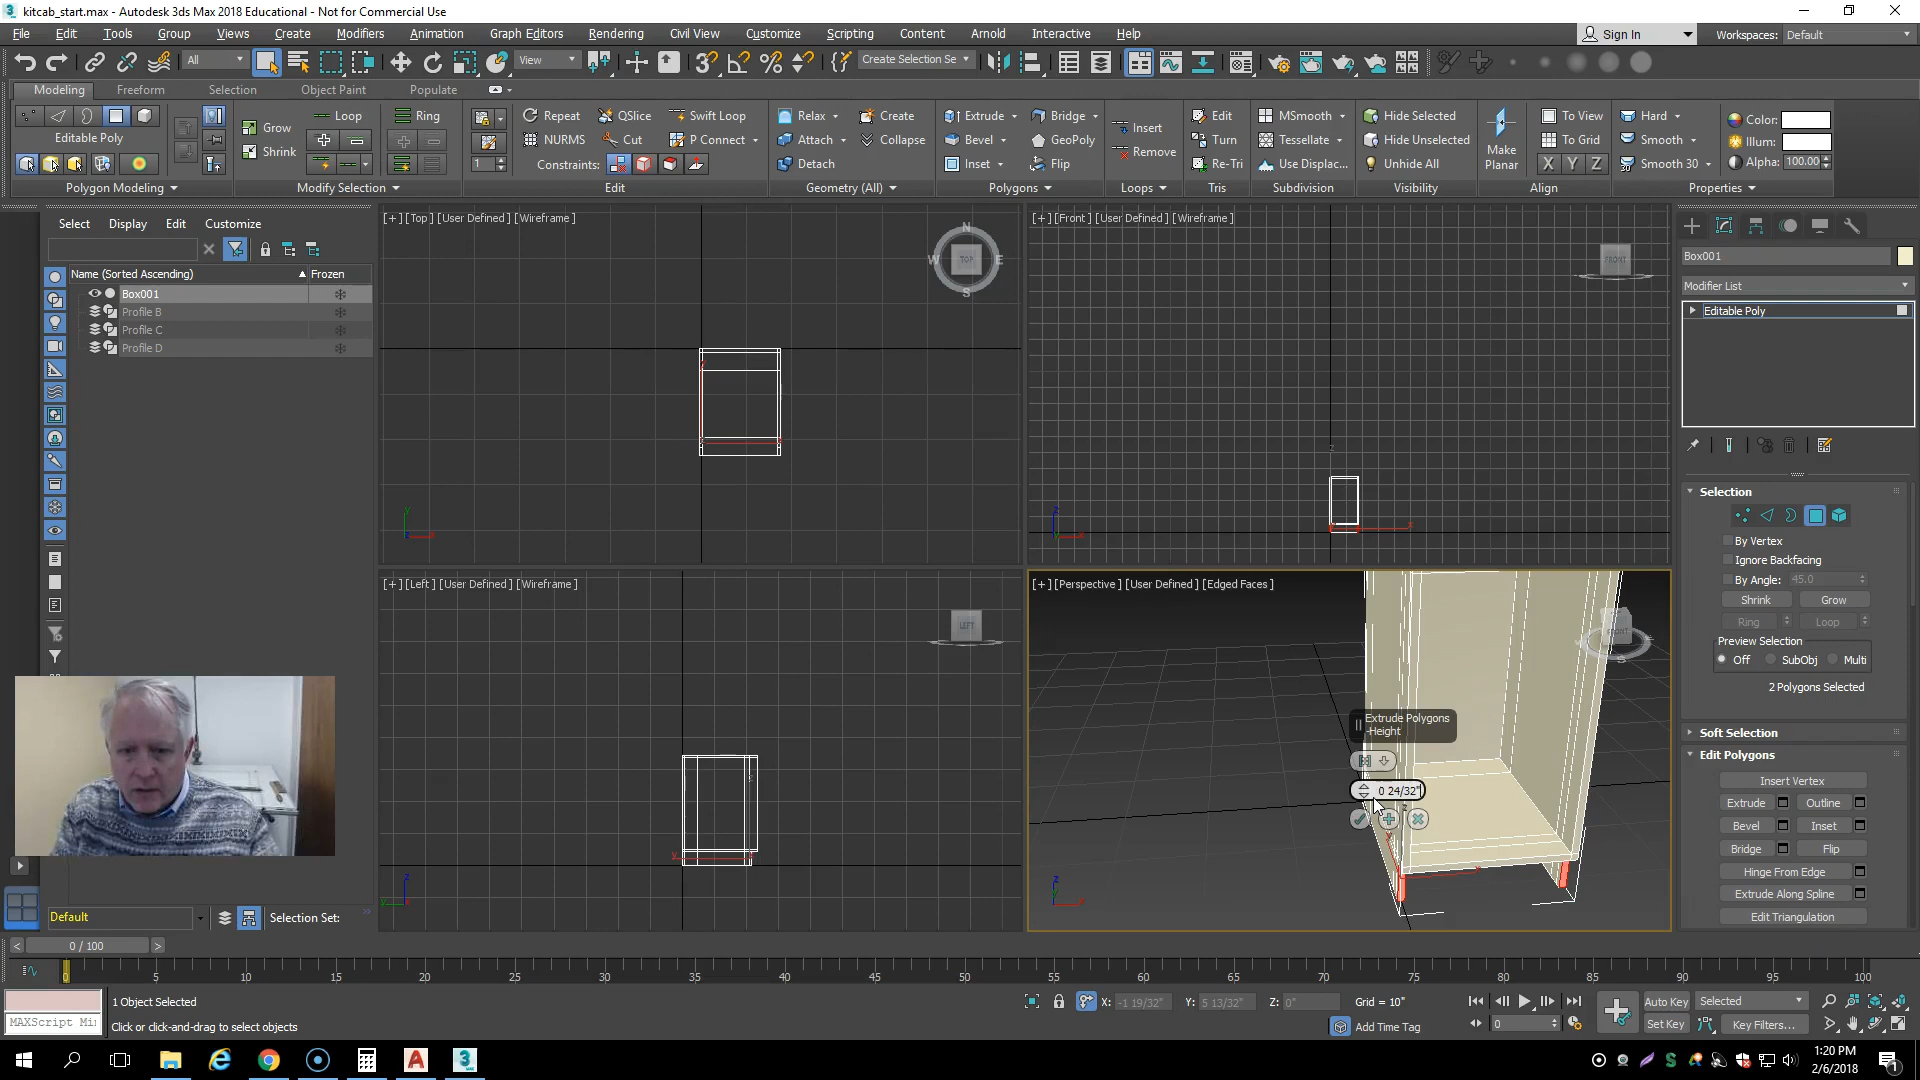 kitcab_start.max - Autodesk 3ds Max 2018 Educational - Not for Commercial Use
File Edit Tools Group Views Create Modifiers Animation Graph Editors Rendering Civil View Customize Scripting Content Arnold Interactive Help Sign In Workspaces: Default
All View Create Selection Se
Modeling Freeform Selection Object Paint Populate
Editable Poly
Polygon Modeling
Grow Loop
Shrink
Modify Selection
Ring
1
Repeat QSlice Swift Loop
NURMS Cut P Connect
Constraints:
Edit
Relax Create
Attach Collapse
Detach
Geometry (All)
Extrude Bridge
Bevel GeoPoly
Inset Flip
Polygons
Insert
Remove
Loops
Edit
Turn
Re-Tri
Tris
MSmooth
Tessellate
Use Displac...
Subdivision
Hide Selected
Hide Unselected
Unhide All
Visibility
Make
Planar
To View
To Grid
X Y Z
Align
Hard
Smooth
Smooth 30
Color:
Illum:
Alpha: 100.00
Properties
Select Display Edit Customize
Name (Sorted Ascending) Frozen
Box001
Profile B
Profile C
Profile D
Default Selection Set:
[+] [Top] [User Defined] [Wireframe]
N
W TOP E
S
[+] [Front] [User Defined] [Wireframe]
FRONT
[+] [Left] [User Defined] [Wireframe]
LEFT
[+] [Perspective] [User Defined] [Edged Faces]
Extrude Polygons
-Height
0 24/32"
Box001
Modifier List
Editable Poly
Selection
By Vertex
Ignore Backfacing
By Angle: 45.0
Shrink Grow
Ring Loop
Preview Selection
Off SubObj Multi
2 Polygons Selected
Soft Selection
Edit Polygons
Insert Vertex
Extrude Outline
Bevel Inset
Bridge Flip
Hinge From Edge
Extrude Along Spline
Edit Triangulation
0 / 100
0 5 10 15 20 25 30 35 40 45 50 55 60 65 70 75 80 85 90 95 100
1 Object Selected
X: -1 19/32" Y: 5 13/32" Z: 0" Grid = 10"
Auto Key Selected
MAXScript Mi
Click or click-and-drag to select objects
Add Time Tag
0
Set Key Key Filters...
1:20 PM
2/6/2018
1